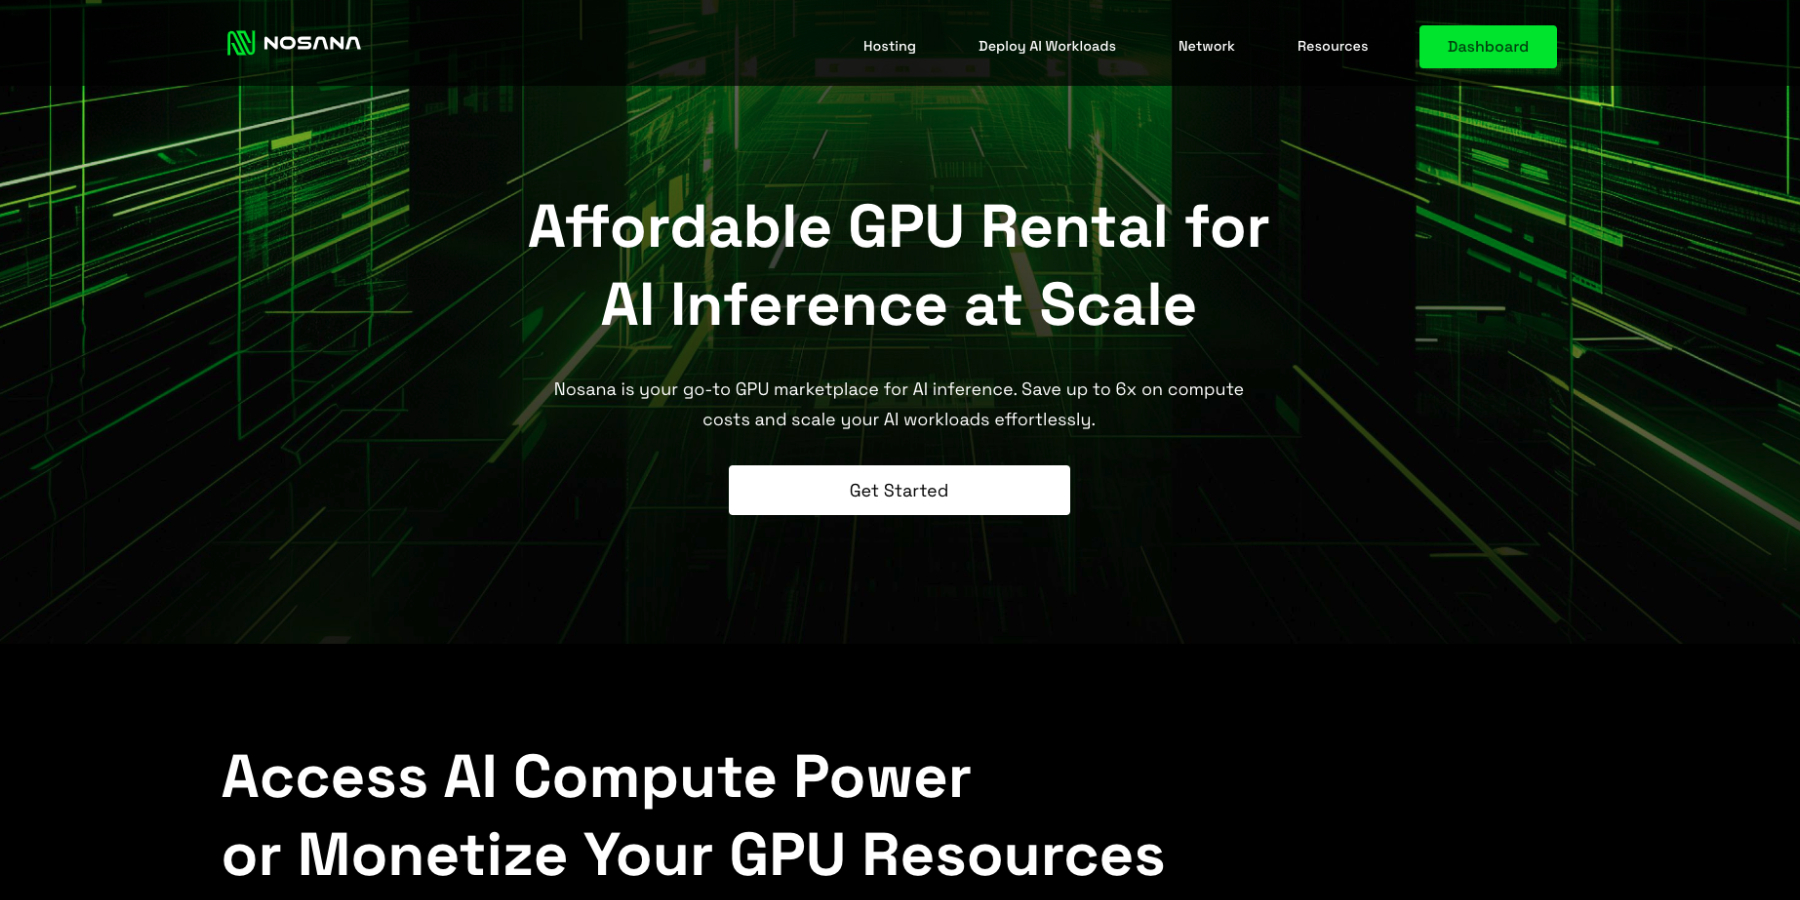 NOSANA
Hosting
Deploy AI Workloads
Network
Resources
Dashboard
Affordable GPU Rental for
AI Inference at Scale
Nosana is your go-to GPU marketplace for AI inference. Save up to 6x on compute
costs and scale your AI workloads effortlessly.
Get Started
Access AI Compute Power
or Monetize Your GPU Resources